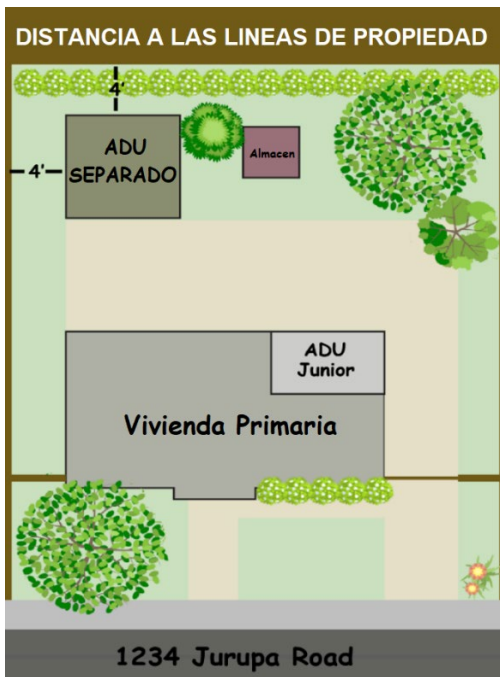 DISTANCIA A LAS LINEAS DE PROPIEDAD
4'
ADU
SEPARADO
Almacen
4'
ADU
Junior
Vivienda Primaria
1234 Jurupa Road